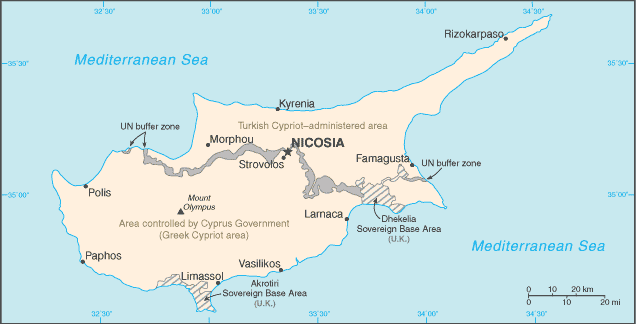 32°30'
33°00'
33°30'
34°00'
34°30'
Rizokarpaso
Mediterranean Sea
35°30'
35°30'
Kyrenia
Turkish Cypriot–administered area
UN buffer zone
Morphou
NICOSIA
Strovolos
Famagusta
UN buffer zone
Polis
Mount
Olympus
35°00'
35°00'
Larnaca
Dhekelia
Sovereign Base Area
(U.K.)
Area controlled by Cyprus Government
(Greek Cypriot area)
Mediterranean Sea
Paphos
Vasilikos
Limassol
Akrotiri
Sovereign Base Area
(U.K.)
0 10 20 km
0 10 20 mi
32°30'
33°00'
33°30'
34°00'
34°30'